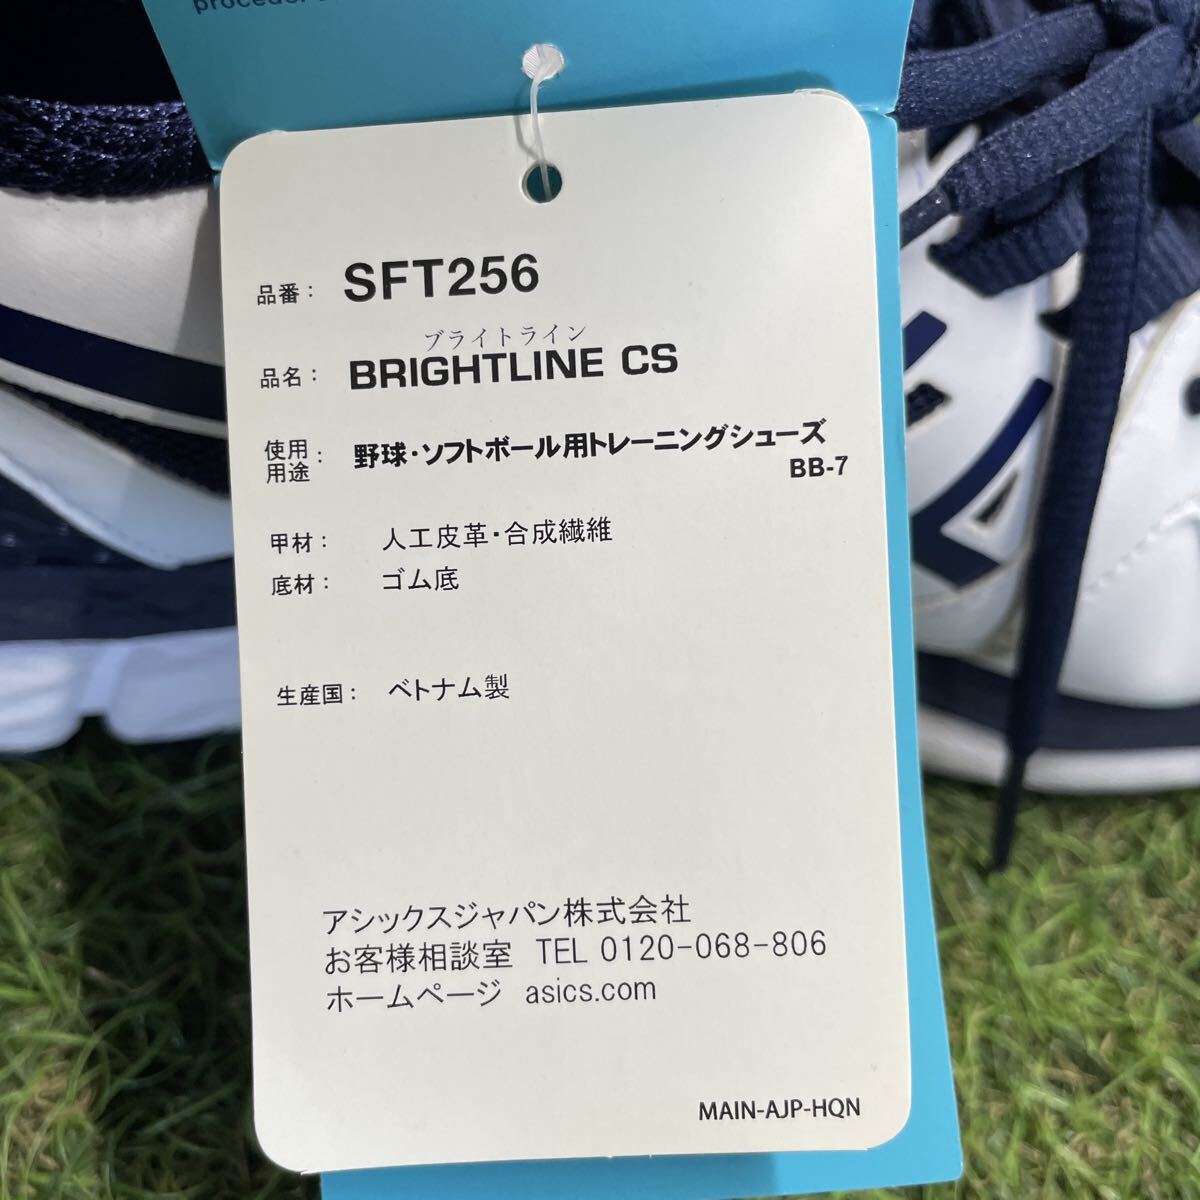 品番： SFT256
ブライトライン
品名： BRIGHTLINE CS
使用用途： 野球・ソフトボール用トレーニングシューズ
BB-7
甲材： 人工皮革・合成繊維
底材： ゴム底
生産国： ベトナム製
アシックスジャパン株式会社
お客様相談室 TEL 0120-068-806
ホームページ asics.com
MAIN-AJP-HQN